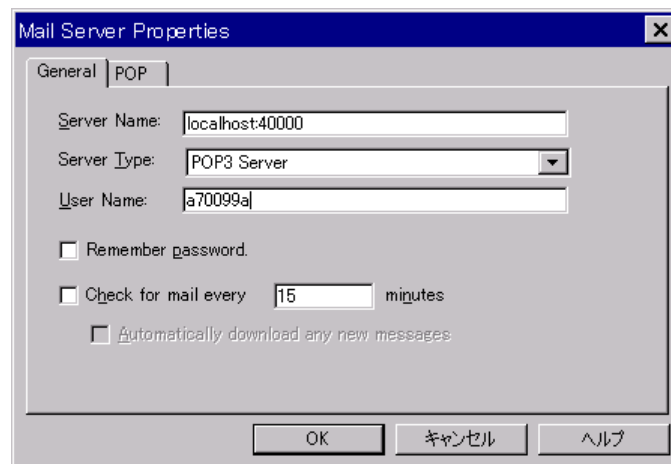 Mail Server Properties
General POP
Server Name: localhost:40000
Server Type: POP3 Server
User Name: a70099a
Remember password.
Check for mail every 15 minutes
Automatically download any new messages
OK キャンセル ヘルプ